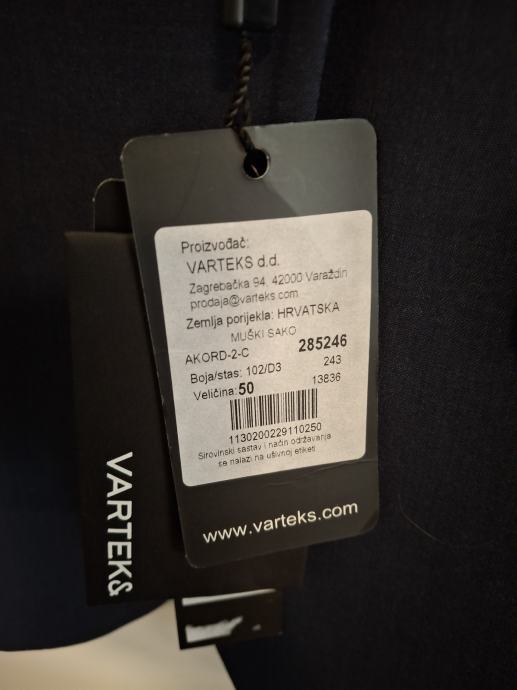 Proizvođač:
VARTEKS d.d.
Zagrebačka 94, 42000 Varaždin
prodaja@varteks.com
Zemlja porijekla: HRVATSKA
MUŠKI SAKO
AKORD-2-C 285246
Boja/stas: 102/D3 243
Veličina: 50 13836
1130200229110250
Sirovinski sastav i način održavanja
se nalazi na ušivnoj etiketi
www.varteks.com
VARTEKS